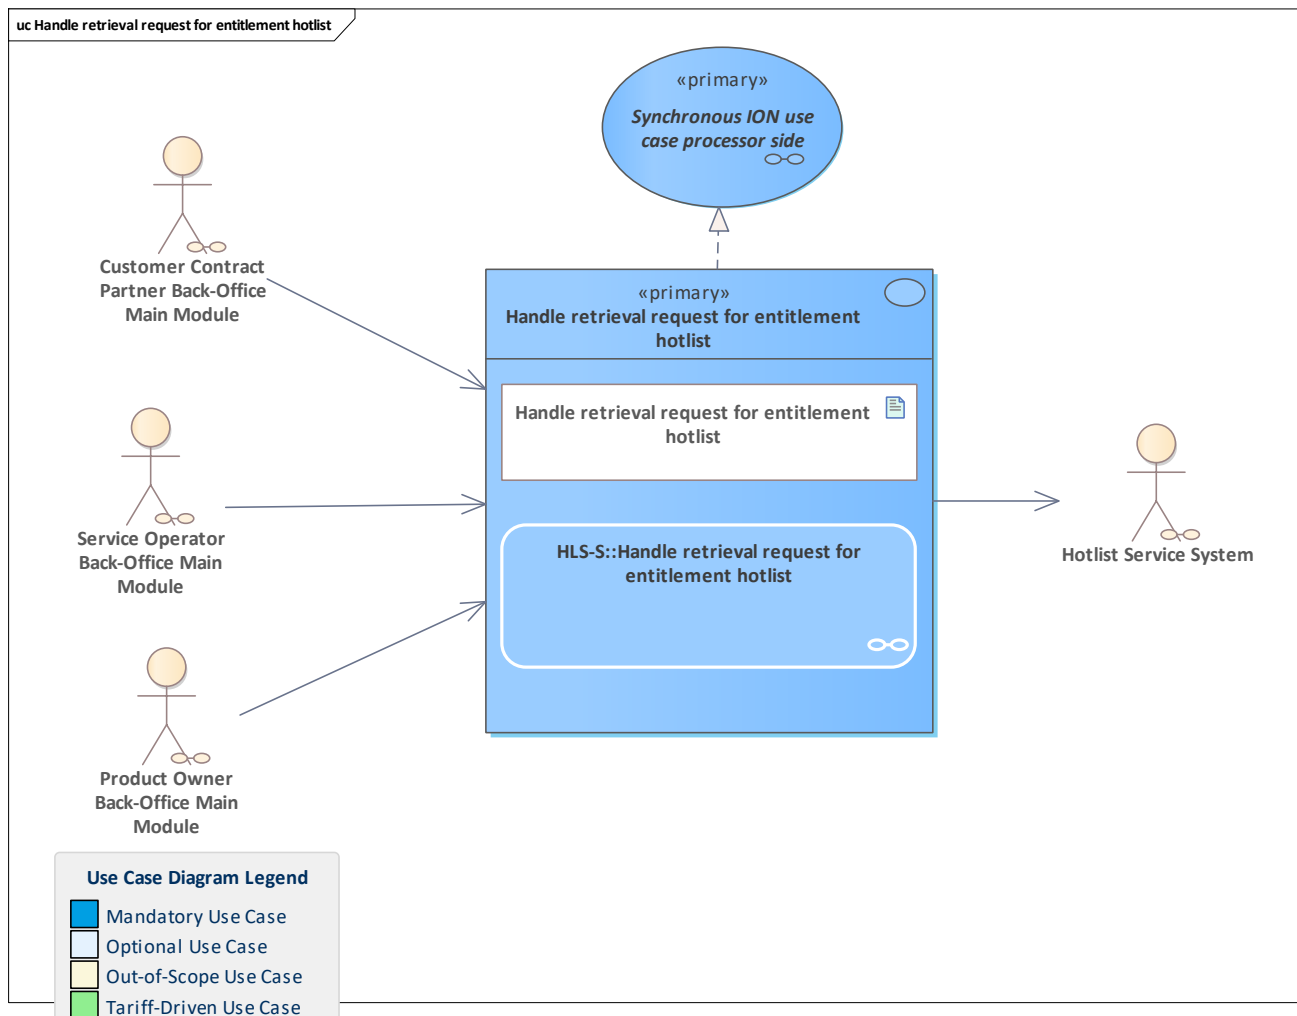 uc Handle retrieval request for entitlement hotlist
«primary»
Synchronous ION use
case processor side
Customer Contract
Partner Back-Office
Main Module
«primary»
Handle retrieval request for entitlement
hotlist
Handle retrieval request for entitlement
hotlist
Service Operator
Back-Office Main
Module
HLS-S::Handle retrieval request for
entitlement hotlist
Hotlist Service System
Product Owner
Back-Office Main
Module
Use Case Diagram Legend
Mandatory Use Case
Optional Use Case
Out-of-Scope Use Case
Tariff-Driven Use Case